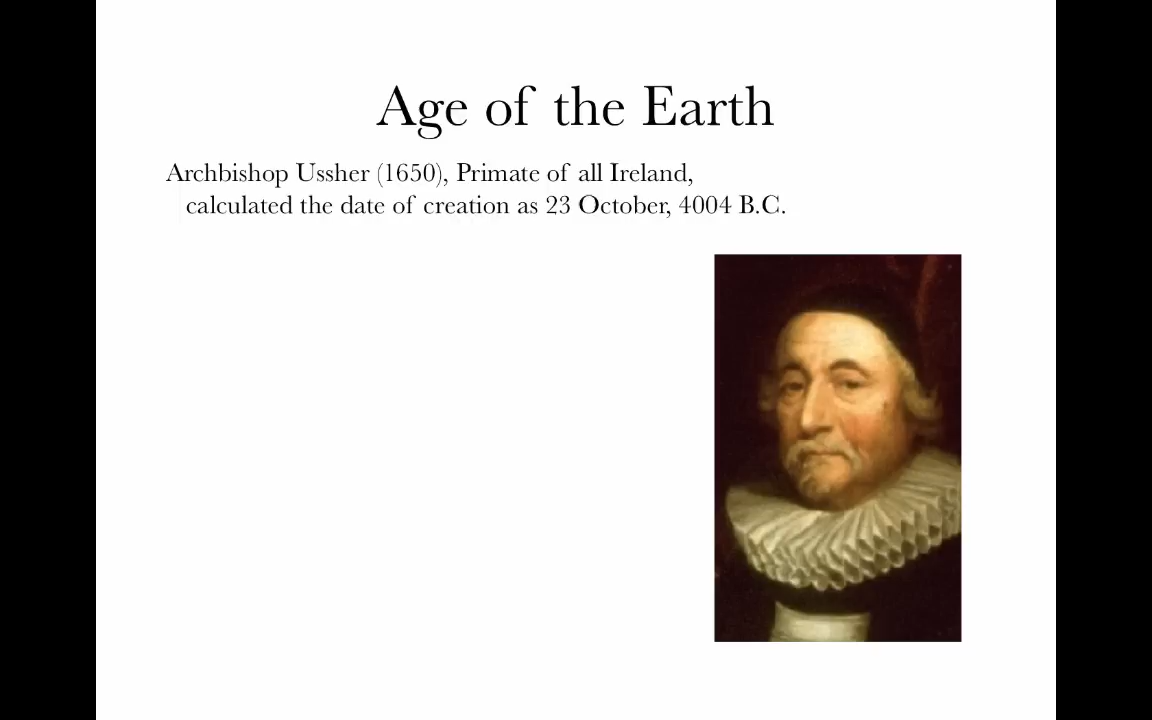 Age of the Earth
Archbishop Ussher (1650), Primate of all Ireland,
calculated the date of creation as 23 October, 4004 B.C.